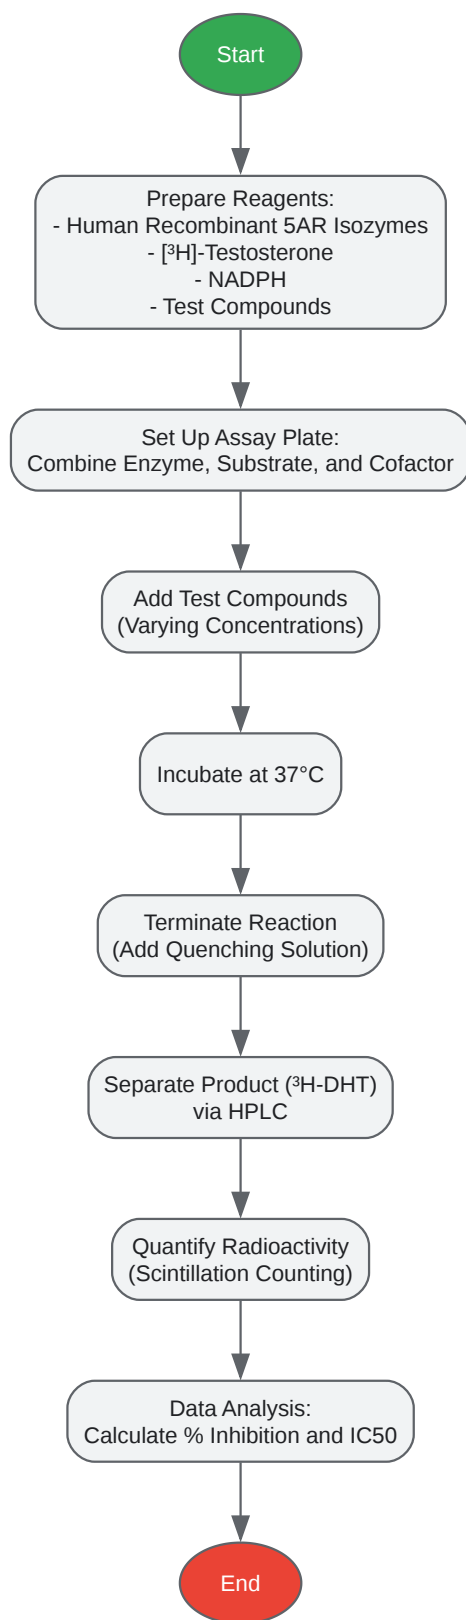 Start
Prepare Reagents:
- Human Recombinant 5AR Isozymes
- [³H]-Testosterone
- NADPH
- Test Compounds
Set Up Assay Plate:
Combine Enzyme, Substrate, and Cofactor
Add Test Compounds
(Varying Concentrations)
Incubate at 37°C
Terminate Reaction
(Add Quenching Solution)
Separate Product (³H-DHT)
via HPLC
Quantify Radioactivity
(Scintillation Counting)
Data Analysis:
Calculate % Inhibition and IC50
End